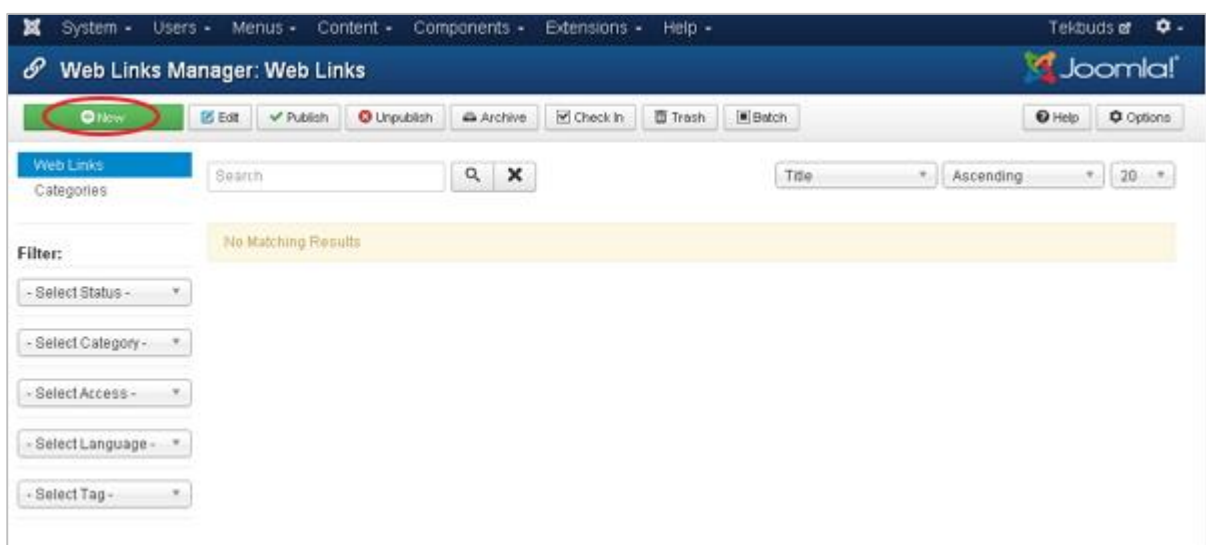 System Users Menus Content Components Extensions Help Tekbuds
Web Links Manager: Web Links Joomla!
New Edit Publish Unpublish Archive Check In Trash Batch Help Options
Web Links
Categories
Search Title Ascending 20
No Matching Results
Filter:
- Select Status -
- Select Category -
- Select Access -
- Select Language -
- Select Tag -